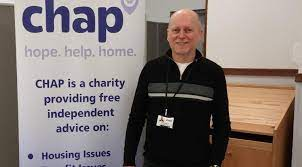 chap
hope. help. home.
CHAP is a charity
providing free
independent
advice on:
Housing Issues